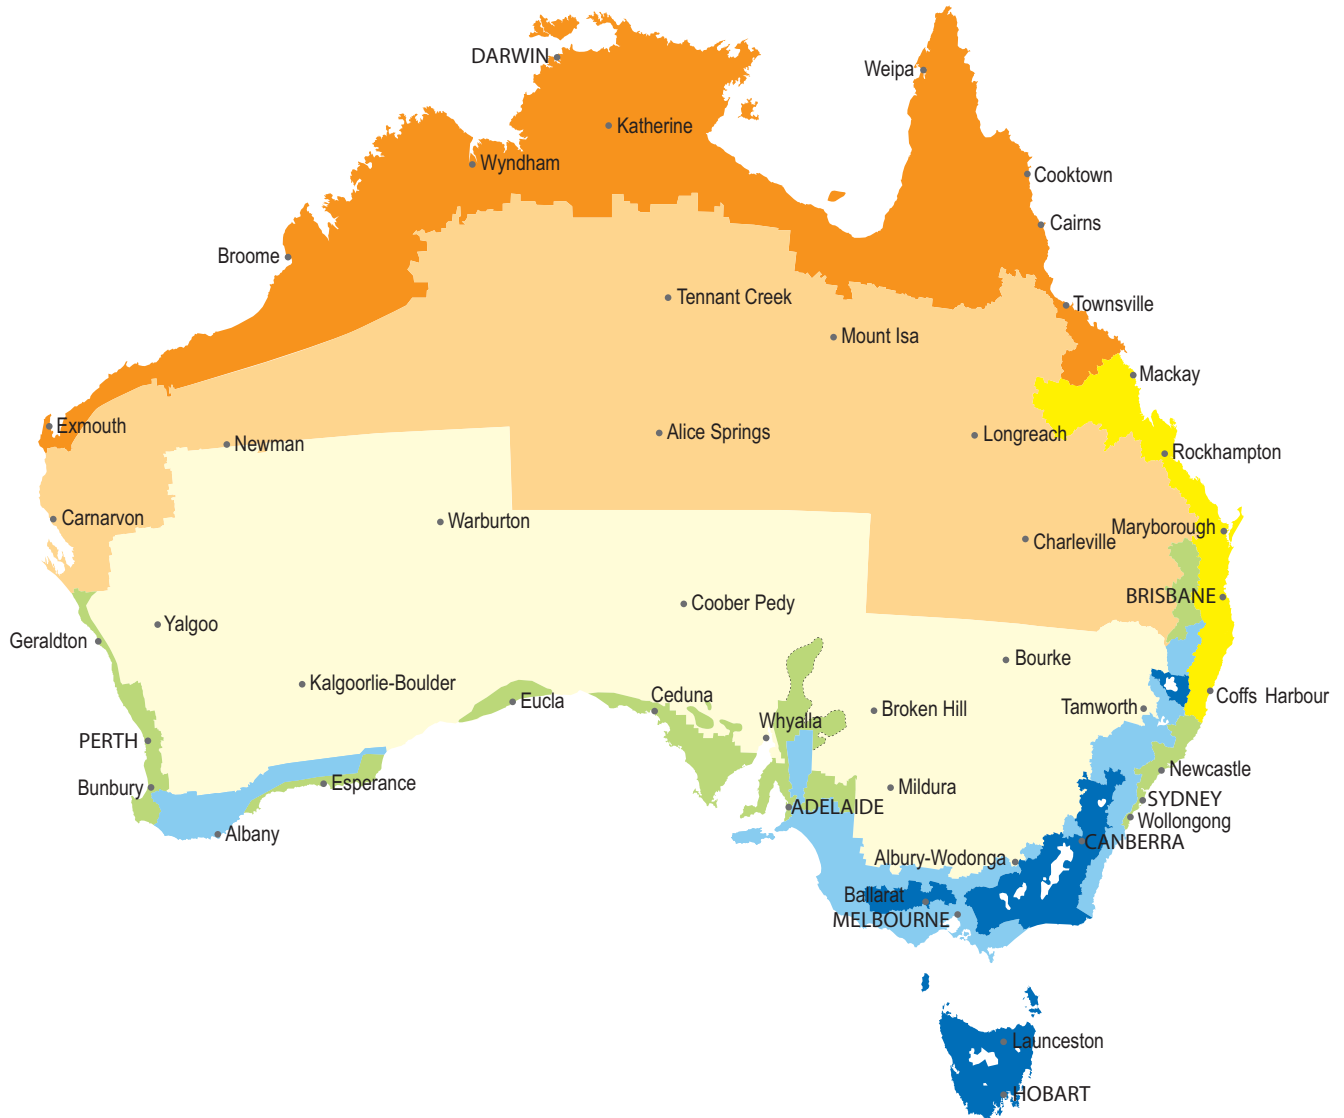 DARWIN
Weipa
Katherine
Wyndham
Cooktown
Cairns
Broome
Tennant Creek
Townsville
Mount Isa
Mackay
Exmouth
Newman
Alice Springs
Longreach
Rockhampton
Carnarvon
Warburton
Maryborough
Charleville
BRISBANE
Coober Pedy
Yalgoo
Geraldton
Bourke
Kalgoorlie-Boulder
Eucla
Ceduna
Coffs Harbour
Tamworth
Broken Hill
Whyalla
PERTH
Newcastle
Bunbury
Esperance
Mildura
SYDNEY
ADELAIDE
Wollongong
Albany
CANBERRA
Albury-Wodonga
Ballarat
MELBOURNE
Launceston
HOBART